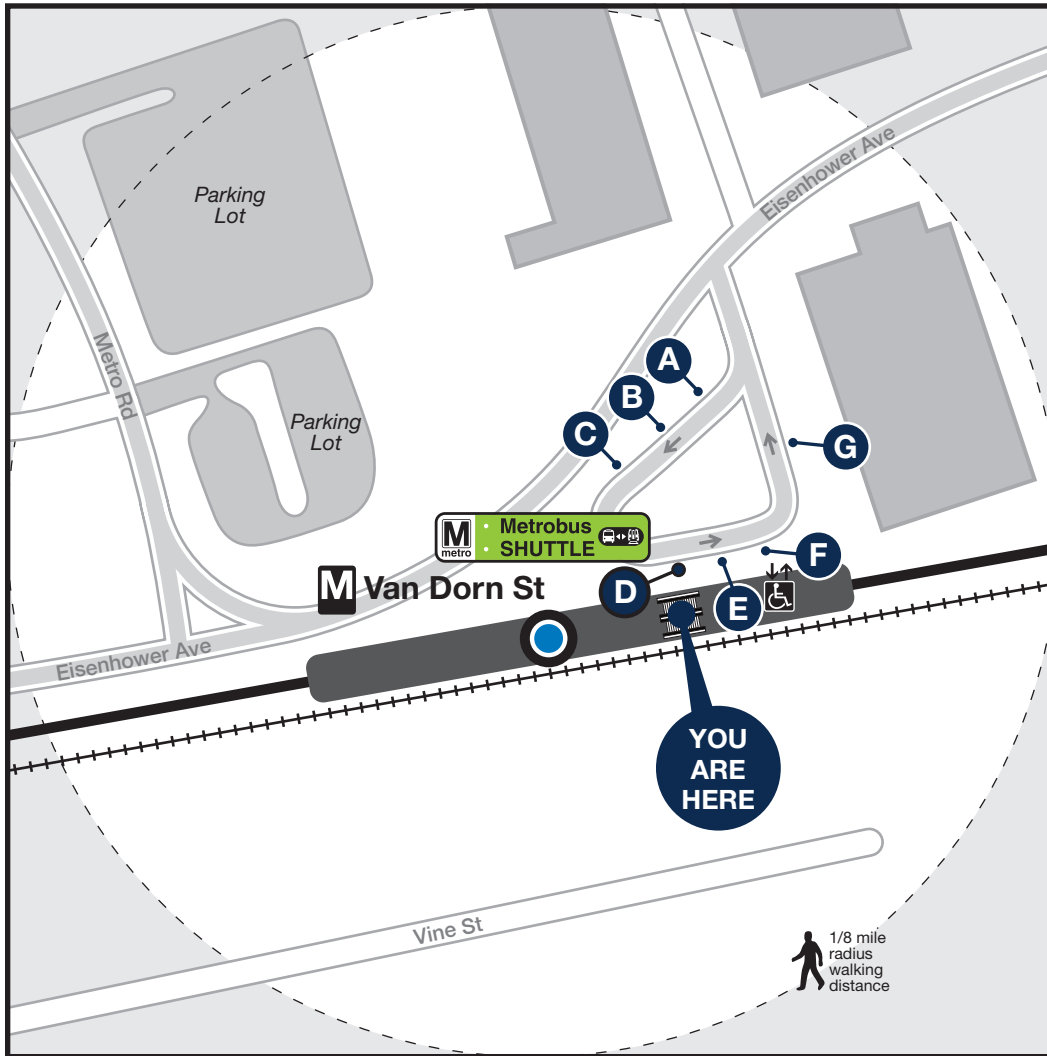 Parking
Lot
Eisenhower Ave
Metro Rd
A
B
Parking
Lot
C
G
M
metro
• Metrobus
• SHUTTLE
F
M Van Dorn St
D
E
Eisenhower Ave
YOU
ARE
HERE
Vine St
1/8 mile
radius
walking
distance